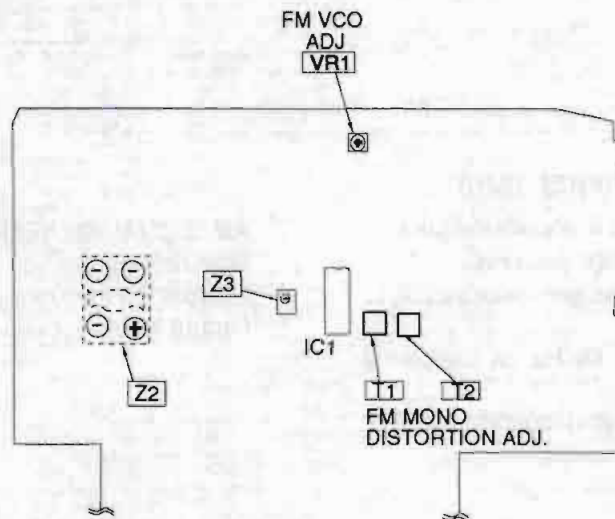 FM VCO
ADJ
VR1
Z3
IC1
Z2
T1
T2
FM MONO
DISTORTION ADJ.